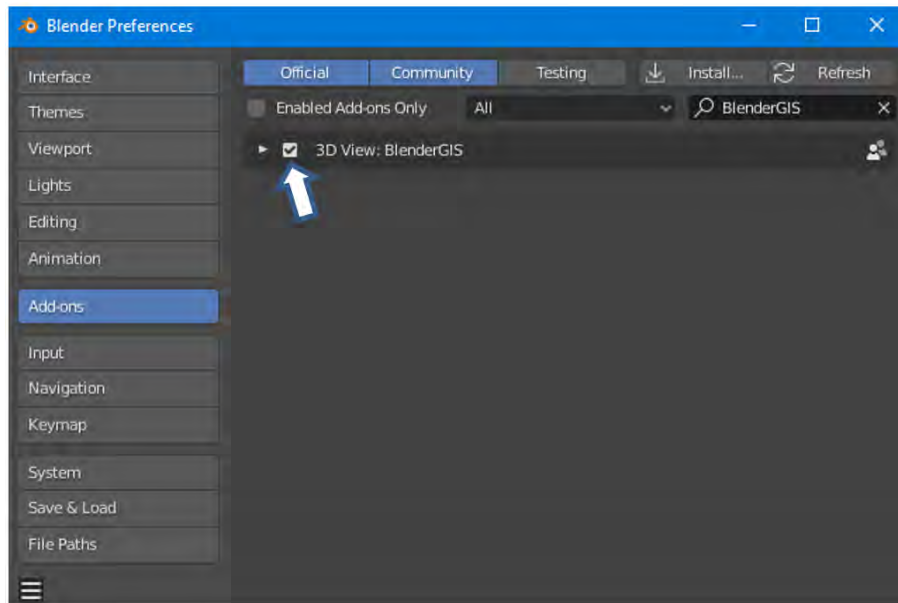 Blender Preferences
Interface
Themes
Viewport
Lights
Editing
Animation
Add-ons
Input
Navigation
Keymap
System
Save & Load
File Paths
Official Community Testing Install... Refresh
Enabled Add-ons Only All BlenderGIS
3D View: BlenderGIS